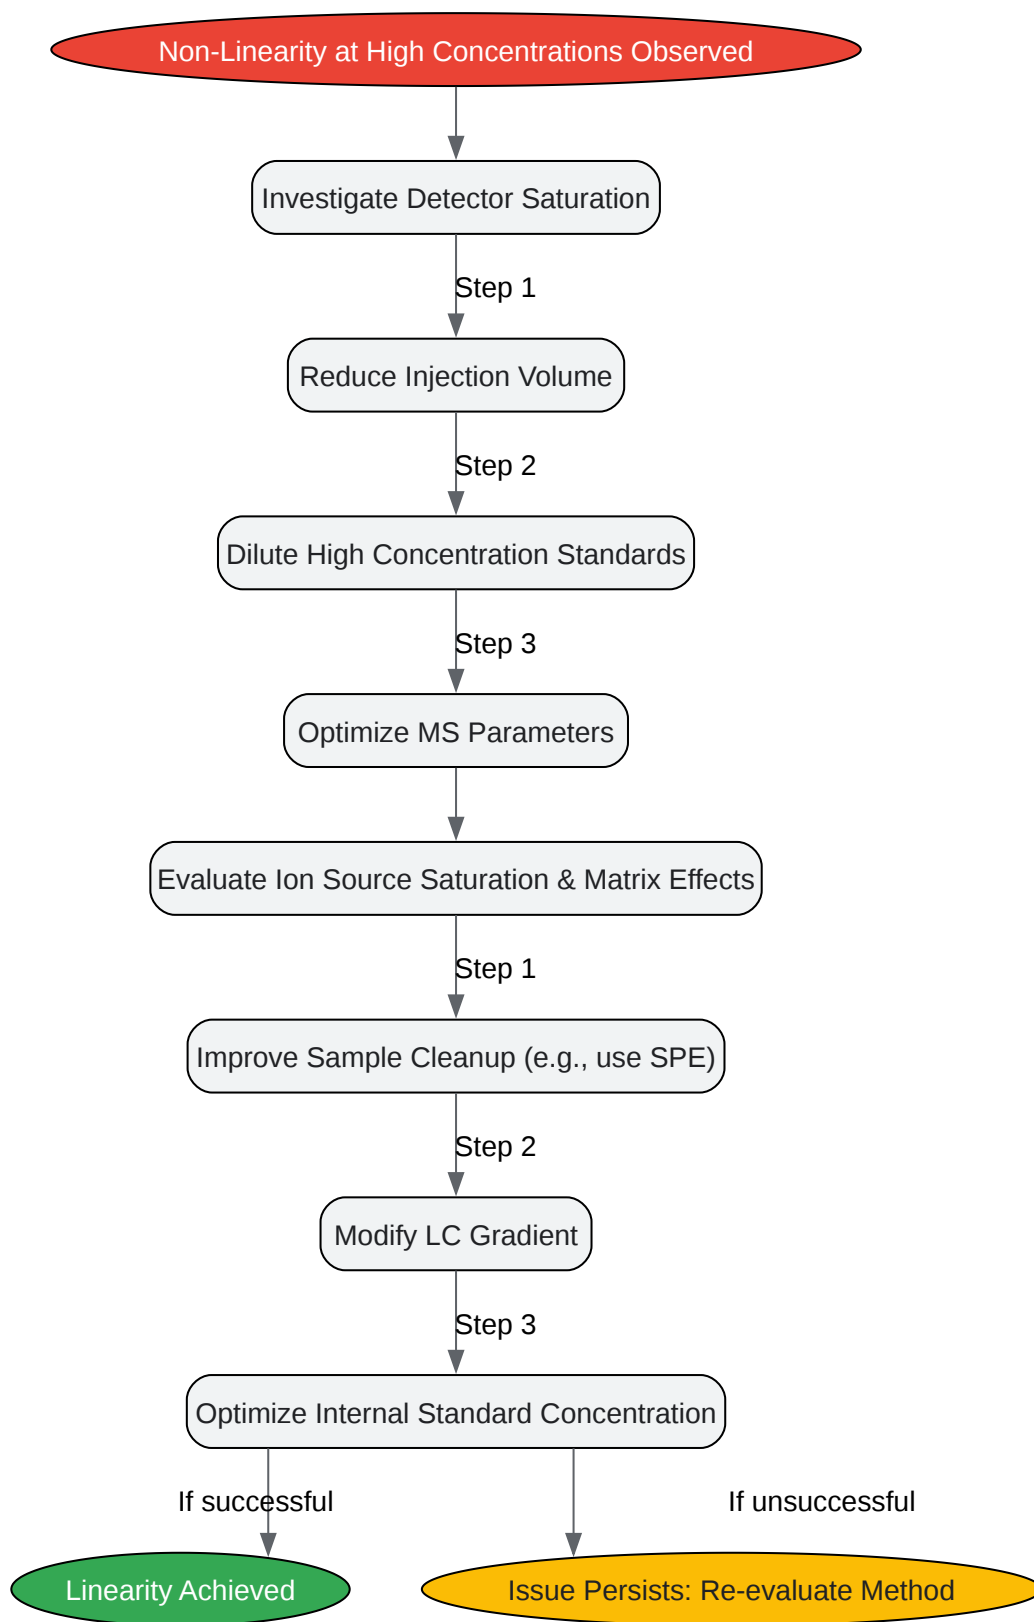 Non-Linearity at High Concentrations Observed
Investigate Detector Saturation
Step 1
Reduce Injection Volume
Step 2
Dilute High Concentration Standards
Step 3
Optimize MS Parameters
Evaluate Ion Source Saturation & Matrix Effects
Step 1
Improve Sample Cleanup (e.g., use SPE)
Step 2
Modify LC Gradient
Step 3
Optimize Internal Standard Concentration
If successful
If unsuccessful
Linearity Achieved
Issue Persists: Re-evaluate Method